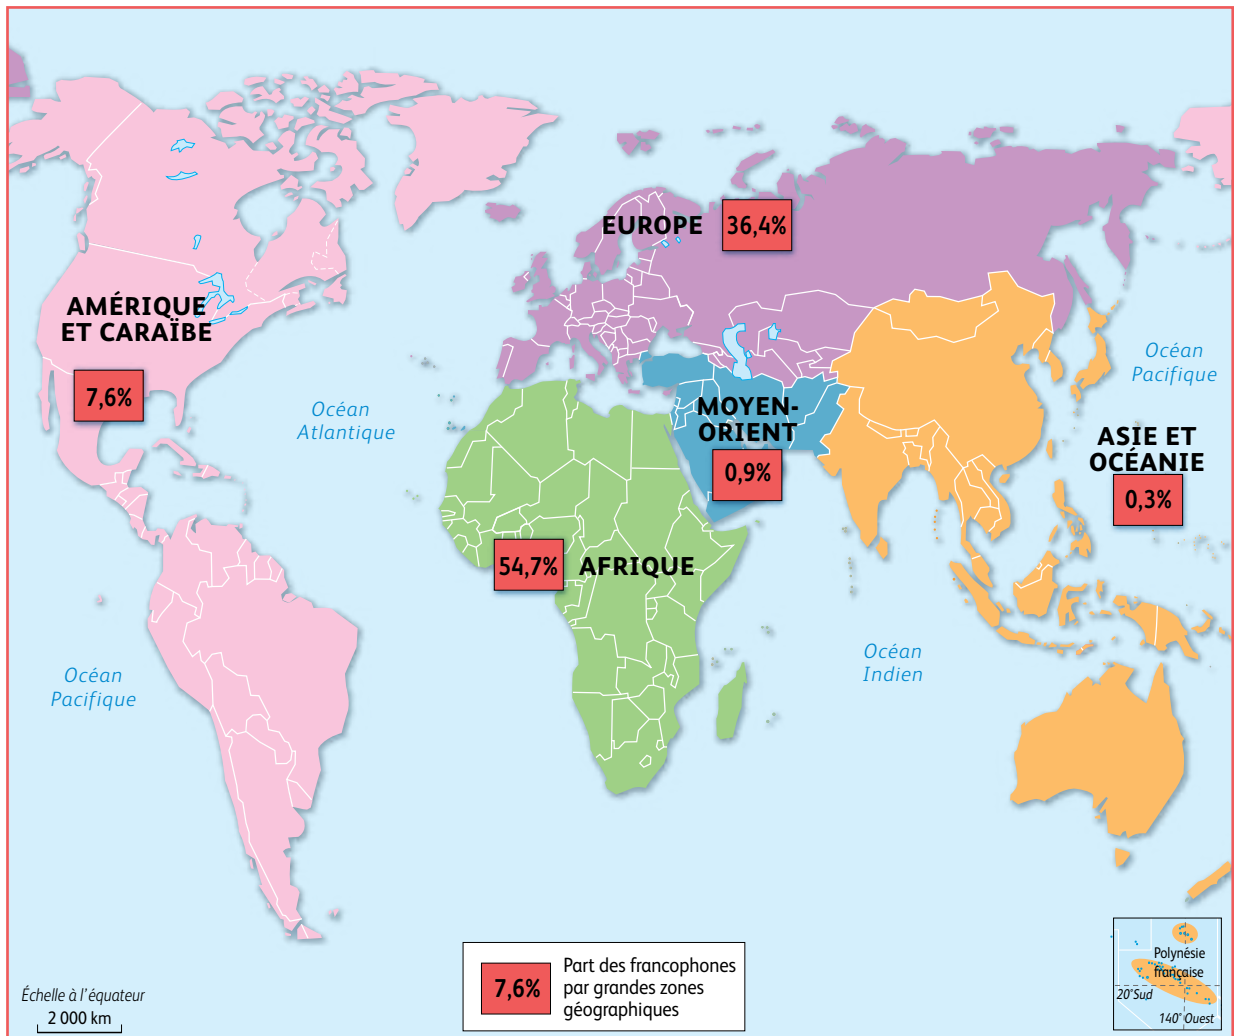 EUROPE
36,4%
AMÉRIQUE
ET CARAÏBE
7,6%
Océan
Atlantique
Océan
Pacifique
MOYEN-
ORIENT
0,9%
ASIE ET
OCÉANIE
0,3%
54,7%
AFRIQUE
Océan
Indien
Océan
Pacifique
Échelle à l'équateur
2 000 km
7,6%
Part des francophones
par grandes zones
géographiques
Polynésie
française
20°Sud
140° Ouest